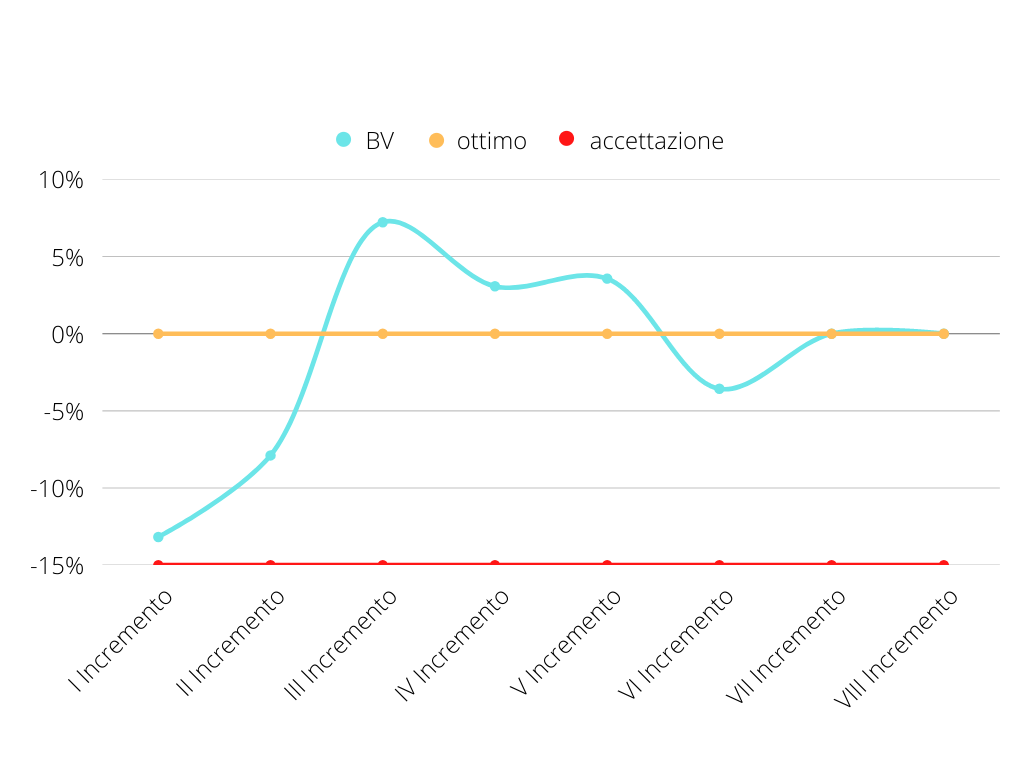 BV ottimo accettazione
10%
5%
0%
-5%
-10%
-15%
I Incremento
II Incremento
III Incremento
IV Incremento
V Incremento
VI Incremento
VII Incremento
VIII Incremento